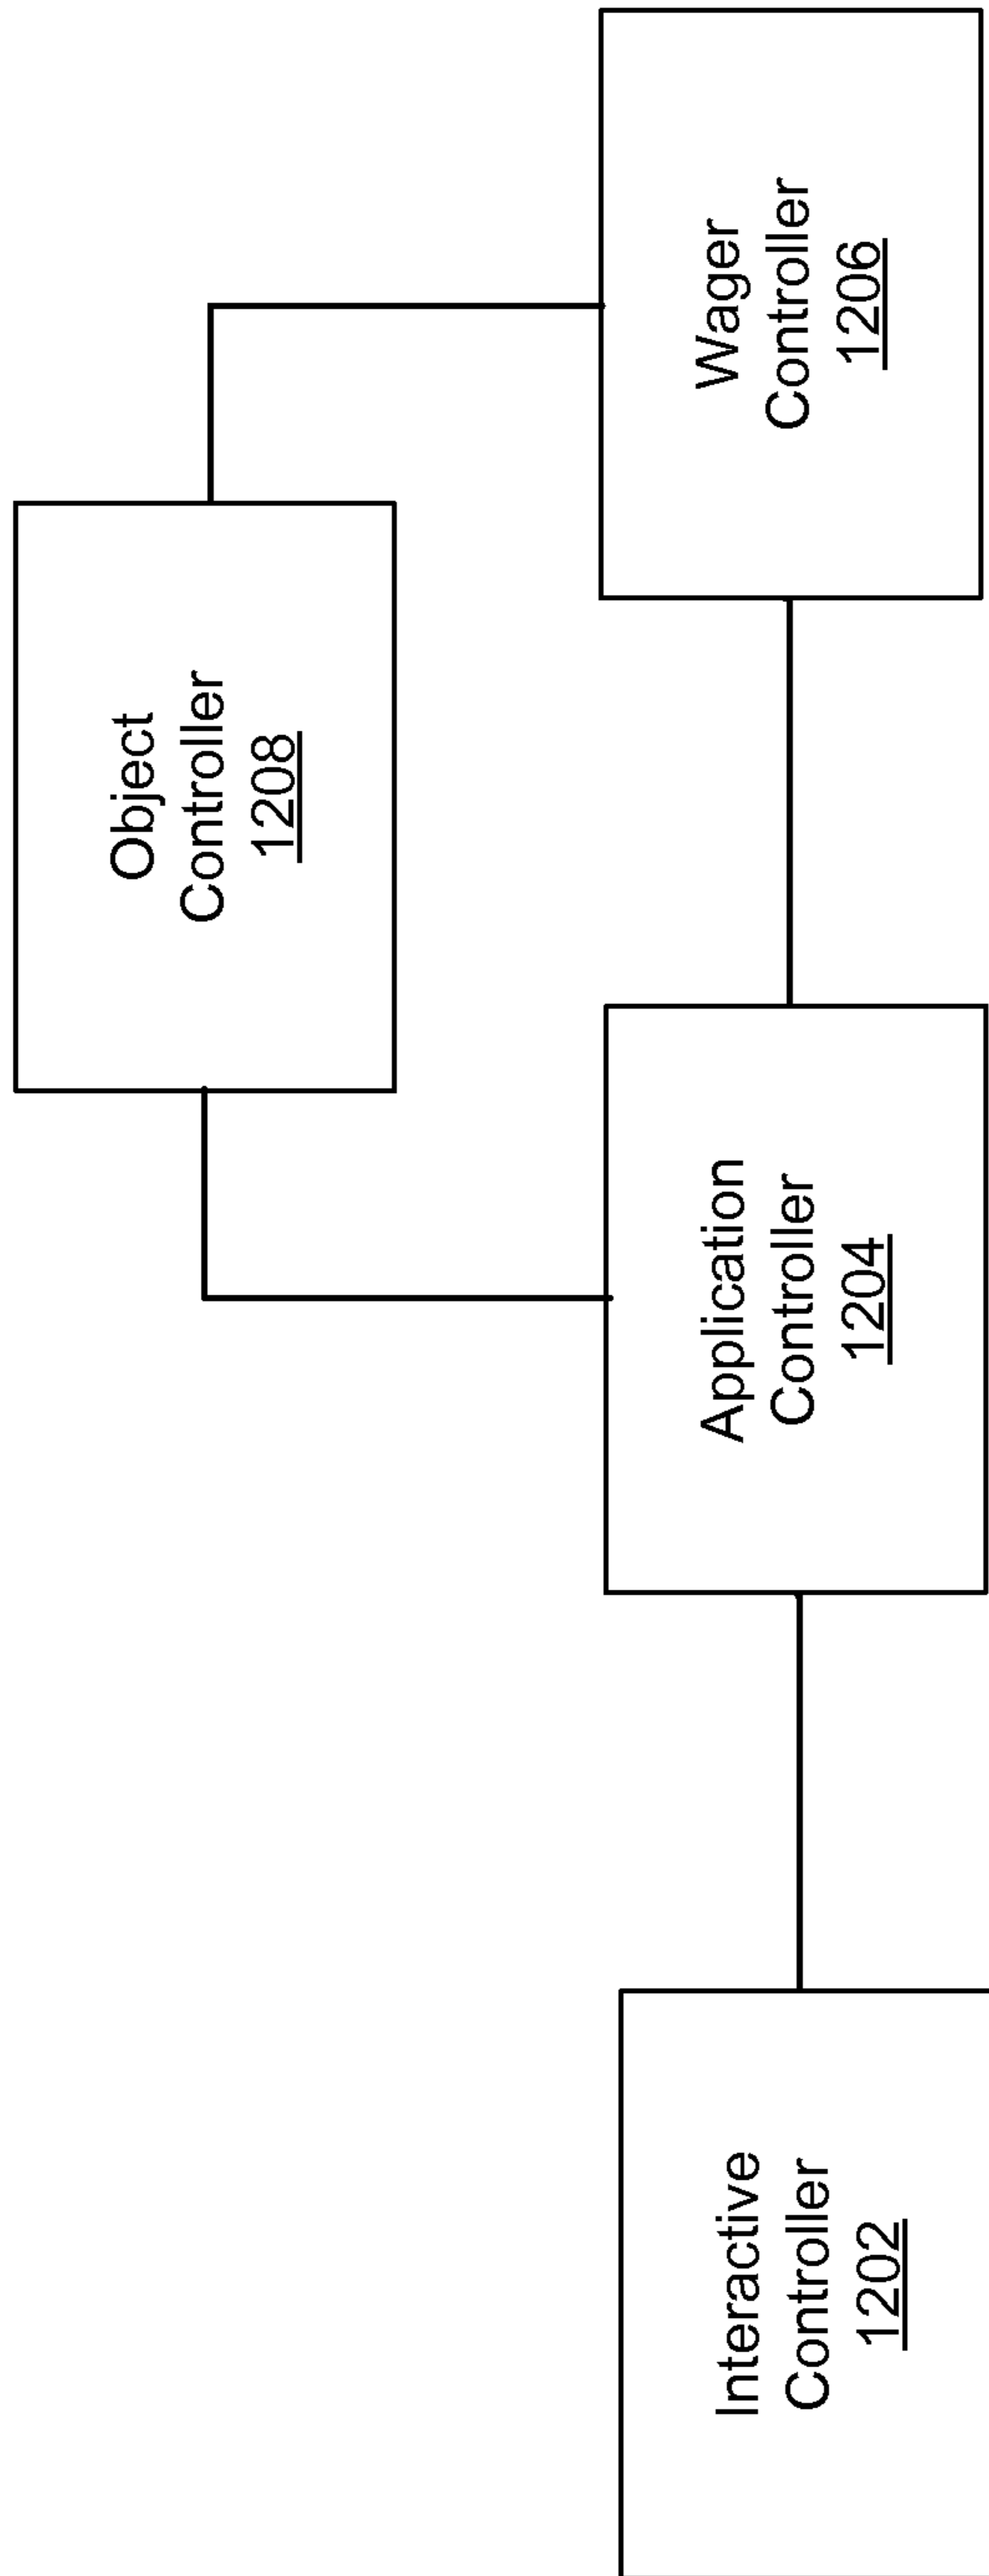 Object
Controller
1208
Interactive
Controller
1202
Application
Controller
1204
Wager
Controller
1206